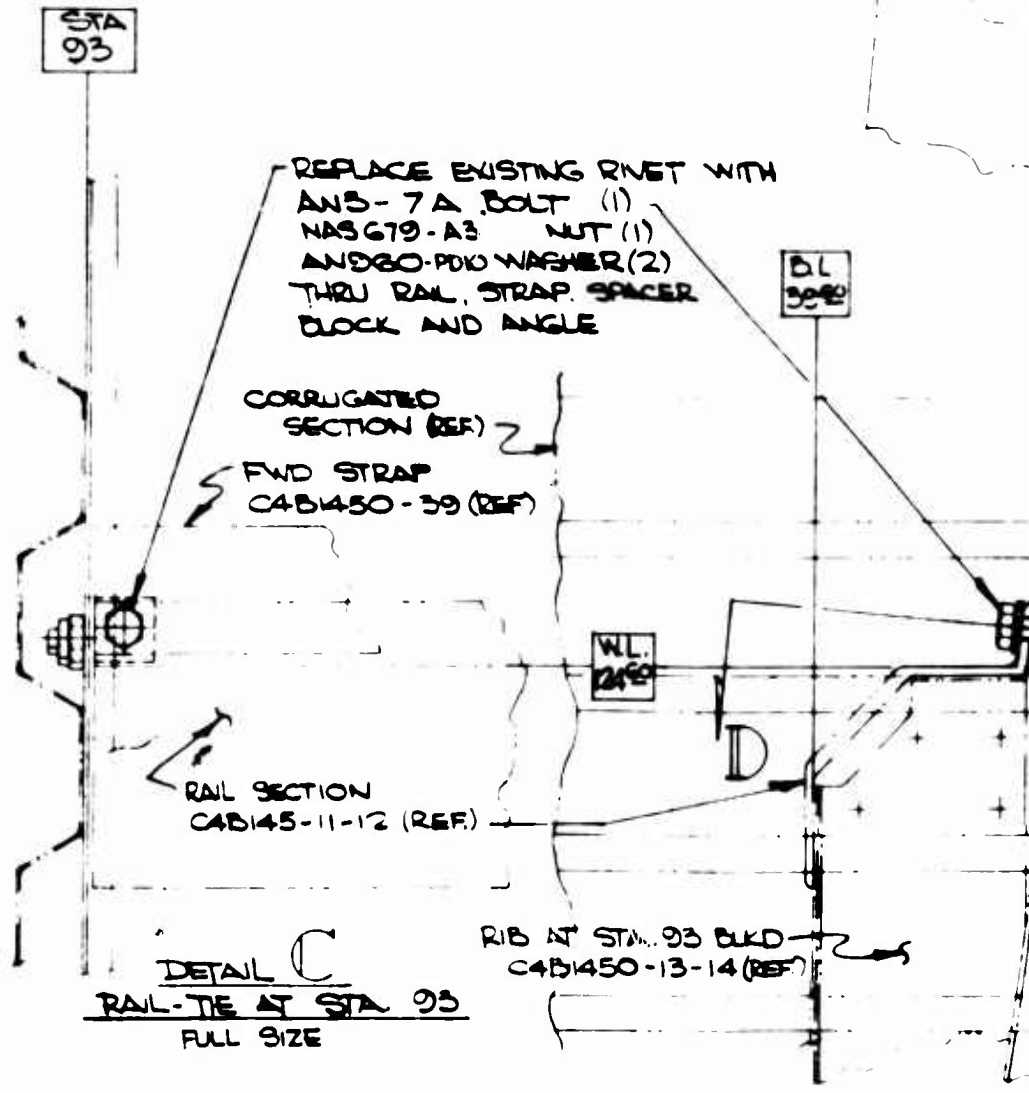 STA
93
REPLACE EXISTING RIVET WITH
AN3-7A BOLT (1)
NAS679-A3 NUT (1)
AN960-PD10 WASHER (2)
THRU RAIL, STRAP, SPACER
BLOCK AND ANGLE
B.L.
CORRUGATED
SECTION (REF.)
FWD STRAP
C4B1450-39 (REF)
W.L.
D
RAIL SECTION
C4B145-11-12 (REF.)
RIB AT STA. 93 BLKD
C4B1450-13-14 (REF.)
DETAIL C
RAIL-TIE AT STA 93
FULL SIZE